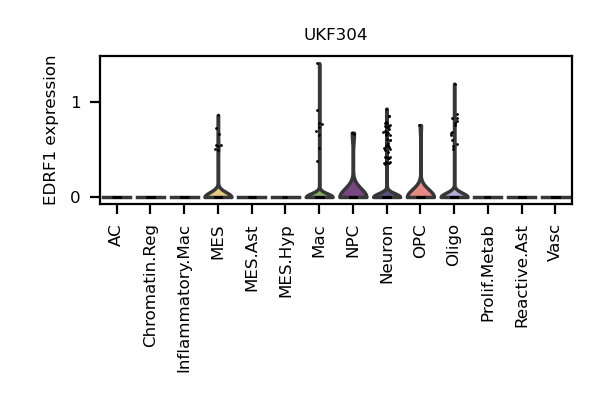 UKF304
EDRF1 expression
1
0
AC
Chromatin.Reg
Inflammatory.Mac
MES
MES.Ast
MES.Hyp
Mac
NPC
Neuron
OPC
Oligo
Prolif.Metab
Reactive.Ast
Vasc